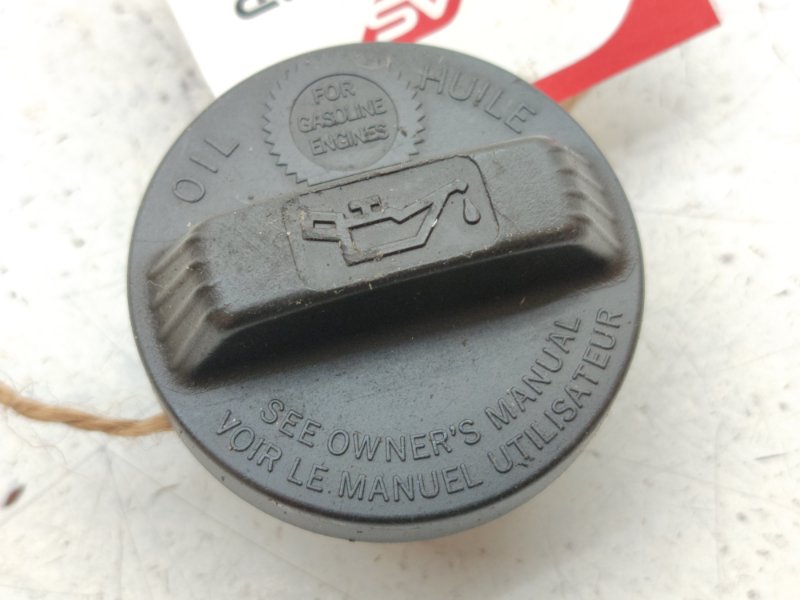 OIL HUILE
FOR
GASOLINE
ENGINES
SEE OWNER'S MANUAL
VOIR LE MANUEL UTILISATEUR